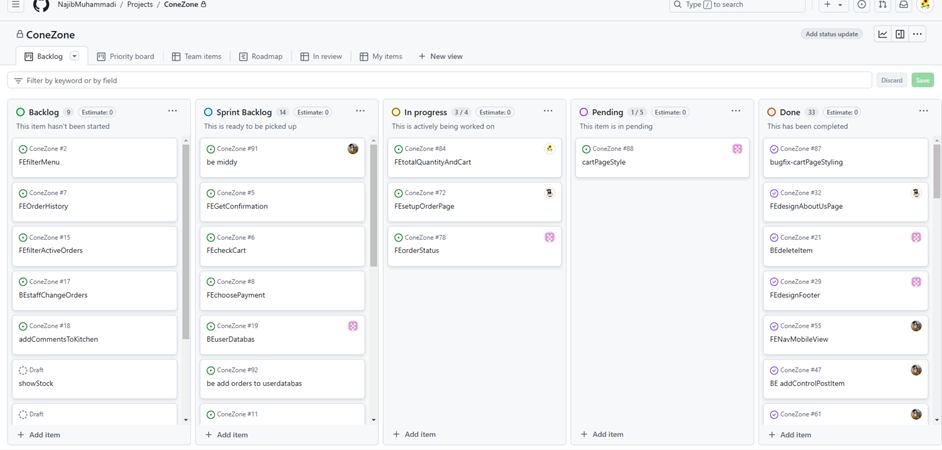 NajibMuhammadi / Projects / ConeZone
Type / to search
ConeZone
Add status update
Backlog
Priority board
Team items
Roadmap
In review
My items
+ New view
Filter by keyword or by field
Discard
Save
Backlog 9 Estimate: 0
This item hasn't been started
ConeZone #2
FEfilterMenu
ConeZone #7
FEOrderHistory
ConeZone #15
FEfilterActiveOrders
ConeZone #17
BEstaffChangeOrders
ConeZone #18
addCommentsToKitchen
Draft
showStock
Draft
+ Add item
Sprint Backlog 14 Estimate: 0
This is ready to be picked up
ConeZone #91
be middy
ConeZone #5
FEGetConfirmation
ConeZone #6
FEcheckCart
ConeZone #8
FEchoosePayment
ConeZone #19
BEuserDatabas
ConeZone #92
be add orders to userdatabas
ConeZone #11
+ Add item
In progress 3 / 4 Estimate: 0
This is actively being worked on
ConeZone #84
FEtotalQuantityAndCart
ConeZone #72
FEsetupOrderPage
ConeZone #78
FEorderStatus
+ Add item
Pending 1 / 5 Estimate: 0
This item is in pending
ConeZone #88
cartPageStyle
+ Add item
Done 33 Estimate: 0
This has been completed
ConeZone #87
bugfix-cartPageStyling
ConeZone #32
FEdesignAboutUsPage
ConeZone #21
BEdeleteItem
ConeZone #29
FEdesignFooter
ConeZone #55
FENavMobileView
ConeZone #47
BE addControlPostItem
ConeZone #61
+ Add item